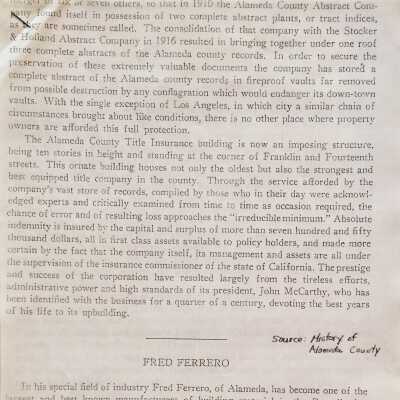 of six or seven others, so that in 1910 the Alameda County Abstract Com-
pany found itself in possession of two complete abstract plants, or tract indices,
as they are sometimes called. The consolidation of that company with the Stocker
& Holland Abstract Company in 1916 resulted in bringing together under one roof
three complete abstracts of the Alameda county records. In order to secure the
preservation of these extremely valuable documents the company has stored a
complete abstract of the Alameda county records in fireproof vaults far removed
from possible destruction by any conflagration which would endanger its down-town
vaults. With the single exception of Los Angeles, in which city a similar chain of
circumstances brought about like conditions, there is no other place where property
owners are afforded this full protection.
The Alameda County Title Insurance building is now an imposing structure,
being ten stories in height and standing at the corner of Franklin and Fourteenth
streets. This ornate building houses not only the oldest but also the strongest and
best equipped title company in the county. Through the service afforded by the
company's vast store of records, compiled by those who in their day were acknowl-
edged experts and critically examined from time to time as occasion required, the
chance of error and of resulting loss approaches the "irreducible minimum." Absolute
indemnity is insured by the capital and surplus of more than seven hundred and fifty
thousand dollars, all in first class assets available to policy holders, and made more
certain by the fact that the company itself, its management and assets are all under
the supervision of the insurance commissioner of the state of California. The prestige
and success of the corporation have resulted largely from the tireless efforts,
administrative power and high standards of its president, John McCarthy, who has
been identified with the business for a quarter of a century, devoting the best years
of his life to its upbuilding.
Source: History of
Alameda County
FRED FERRERO
In his special field of industry Fred Ferrero, of Alameda, has become one of the
largest and best known manufacturers of building